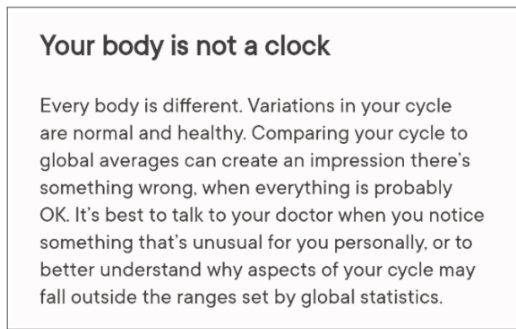 Your body is not a clock
Every body is different. Variations in your cycle
are normal and healthy. Comparing your cycle to
global averages can create an impression there's
something wrong, when everything is probably
OK. It's best to talk to your doctor when you notice
something that's unusual for you personally, or to
better understand why aspects of your cycle may
fall outside the ranges set by global statistics.